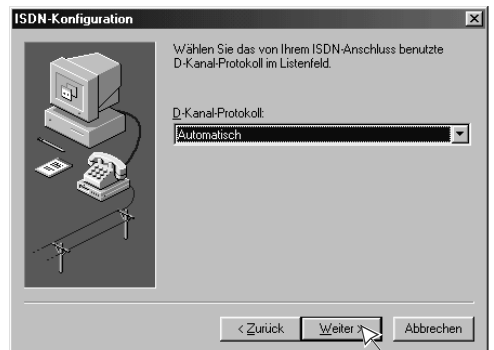 ISDN-Konfiguration
Wählen Sie das von Ihrem ISDN-Anschluss benutzte
D-Kanal-Protokoll im Listenfeld.
D-Kanal-Protokoll:
Automatisch
< Zurück Weiter > Abbrechen